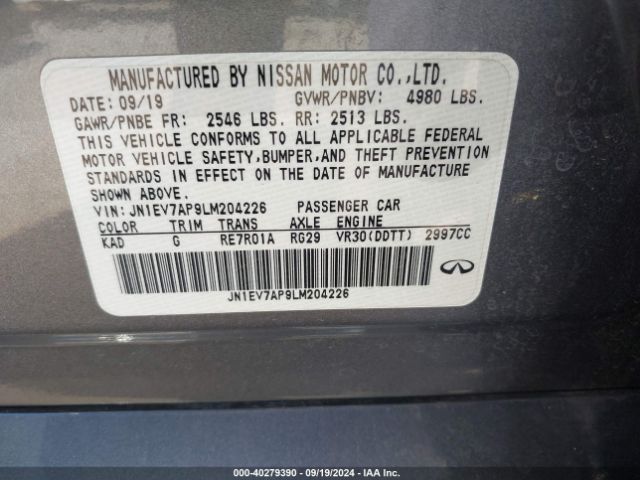 MANUFACTURED BY NISSAN MOTOR CO.,LTD.
DATE: 09/19 GVWR/PNBV: 4980 LBS.
GAWR/PNBE FR: 2546 LBS. RR: 2513 LBS.
THIS VEHICLE CONFORMS TO ALL APPLICABLE FEDERAL
MOTOR VEHICLE SAFETY,BUMPER,AND THEFT PREVENTION
STANDARDS IN EFFECT ON THE DATE OF MANUFACTURE
SHOWN ABOVE.
VIN: JN1EV7AP9LM204226 PASSENGER CAR
COLOR TRIM TRANS AXLE ENGINE
KAD G RE7R01A RG29 VR30(DDTT) 2997CC
JN1EV7AP9LM204226
000-40279390 - 09/19/2024 - IAA Corp.